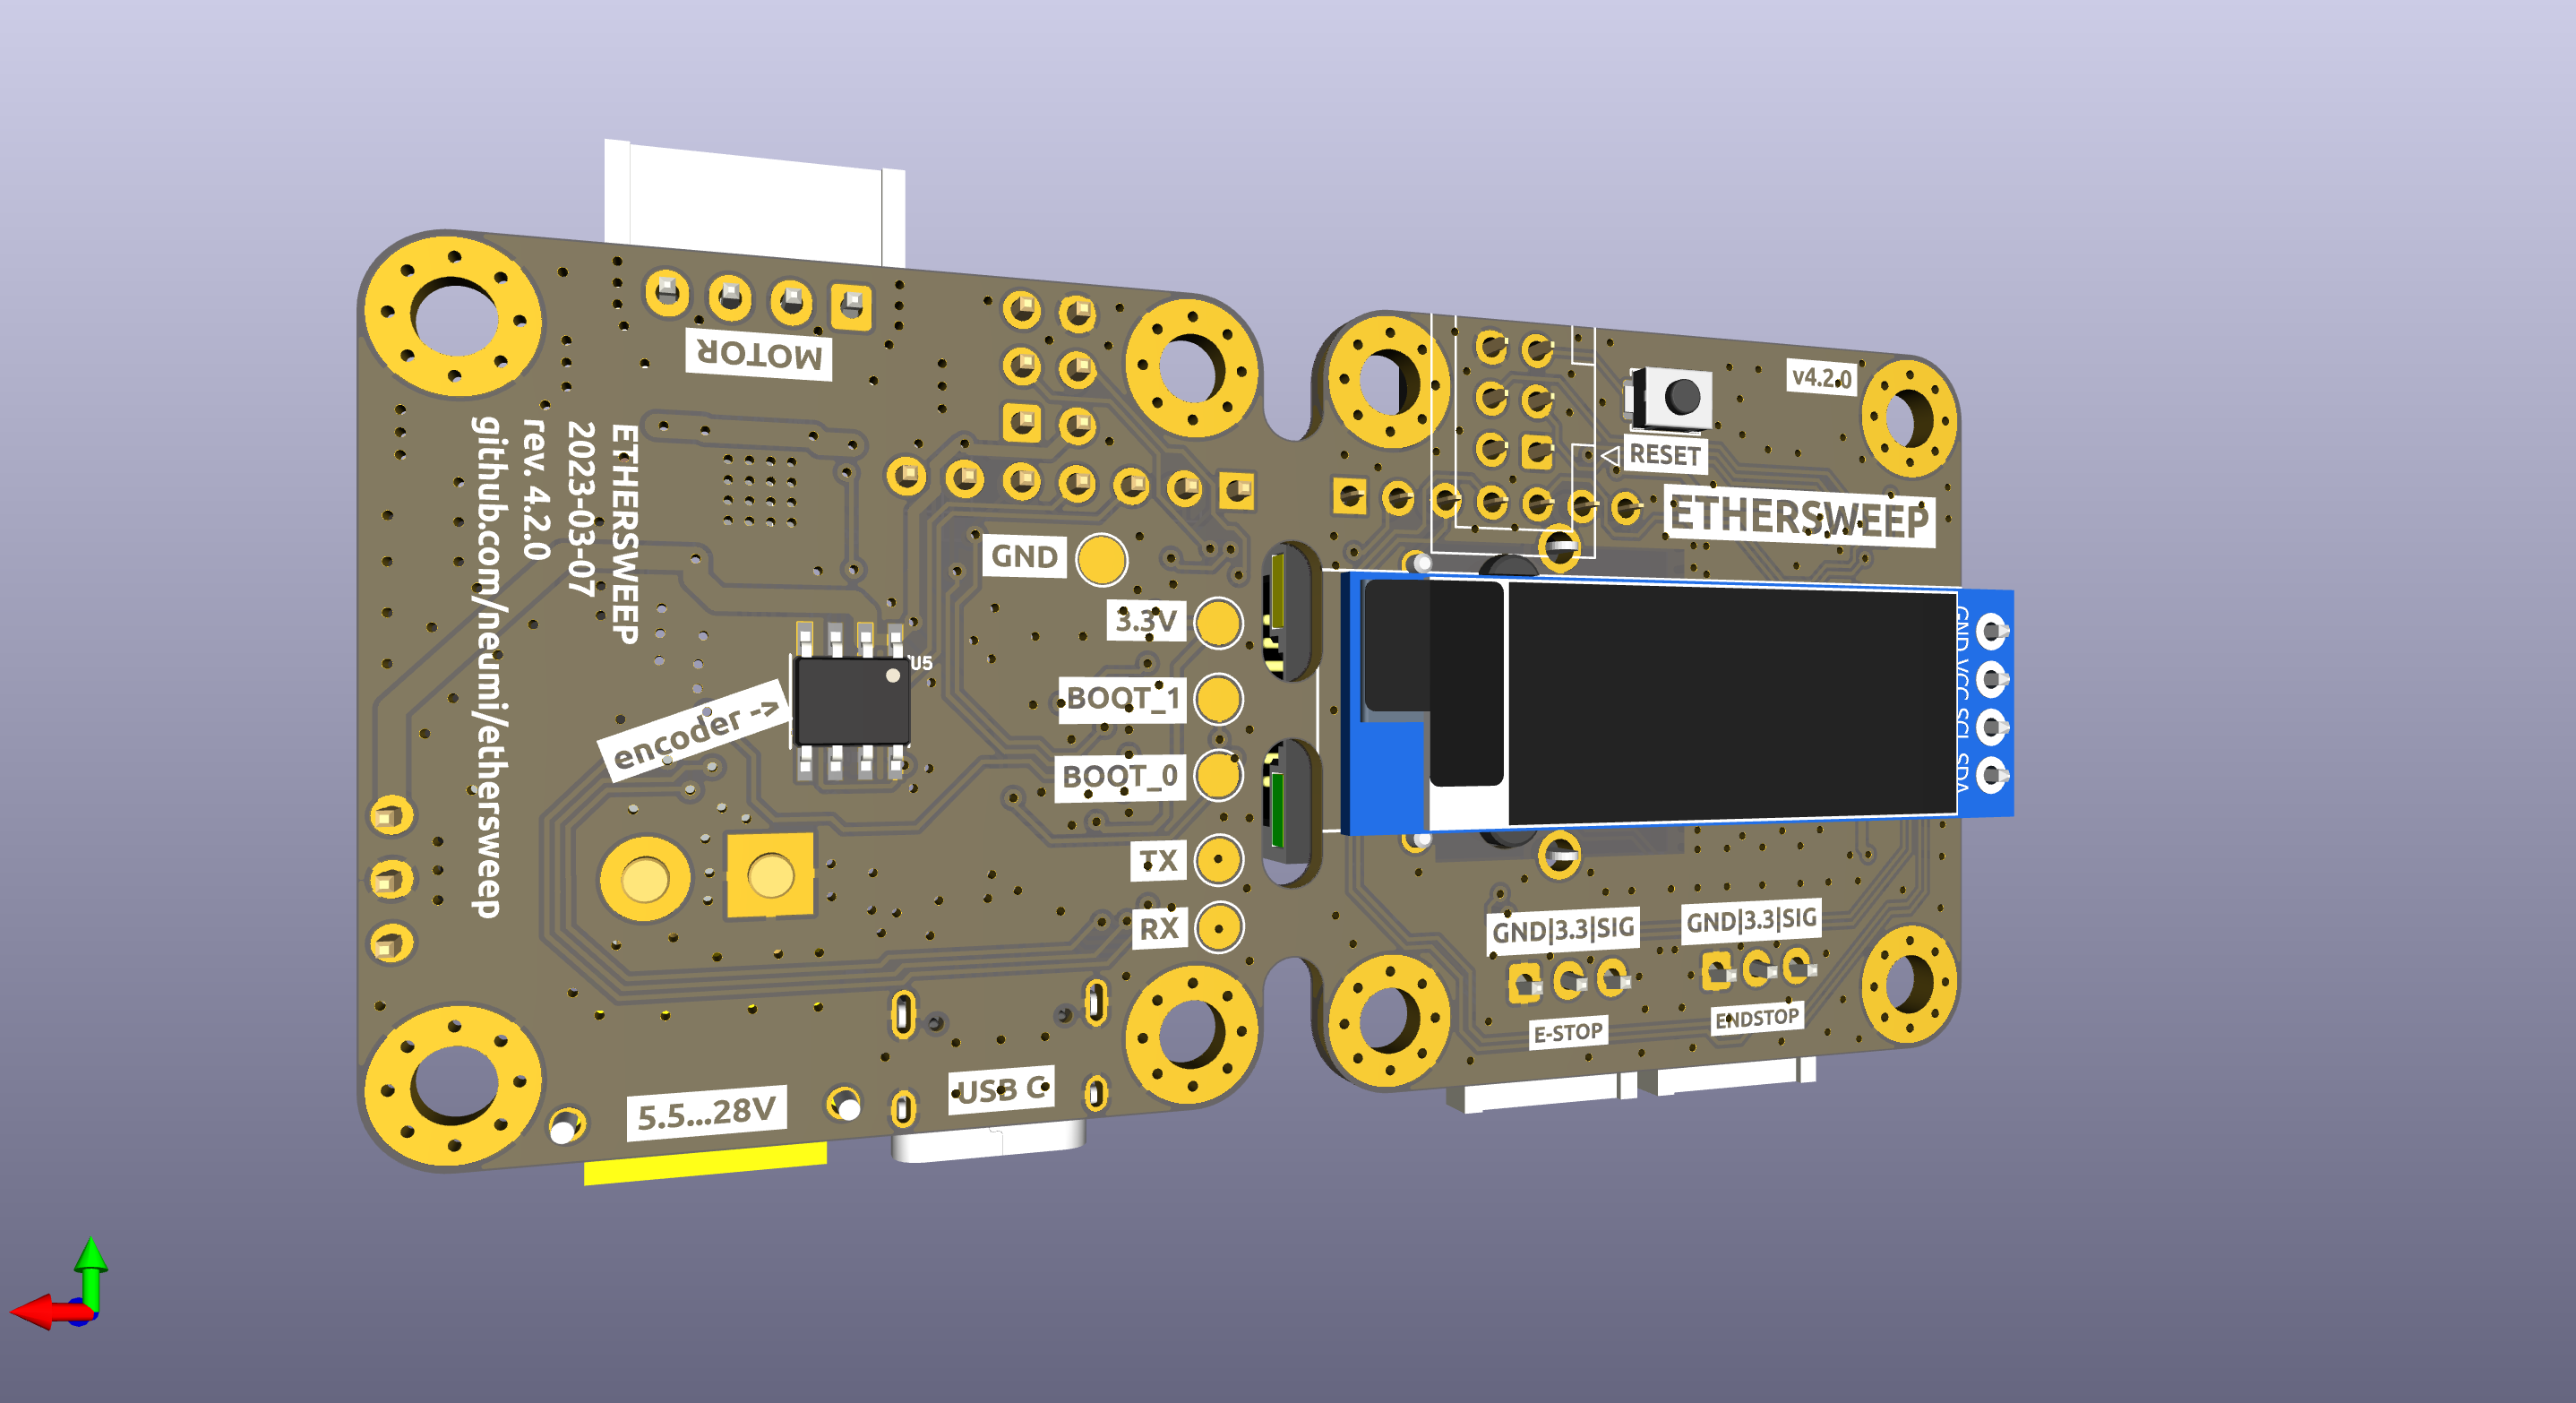 MOTOR
ETHERSWEEP
2023-03-07
rev. 4.2.0
github.com/neumi/ethersweep
GND
3.3V
BOOT_1
BOOT_0
TX
RX
U5
encoder ->
5.5...28V
USB C
v4.2.0
RESET
ETHERSWEEP
GND VCC SCL SDA
GND|3.3|SIG
GND|3.3|SIG
E-STOP
ENDSTOP